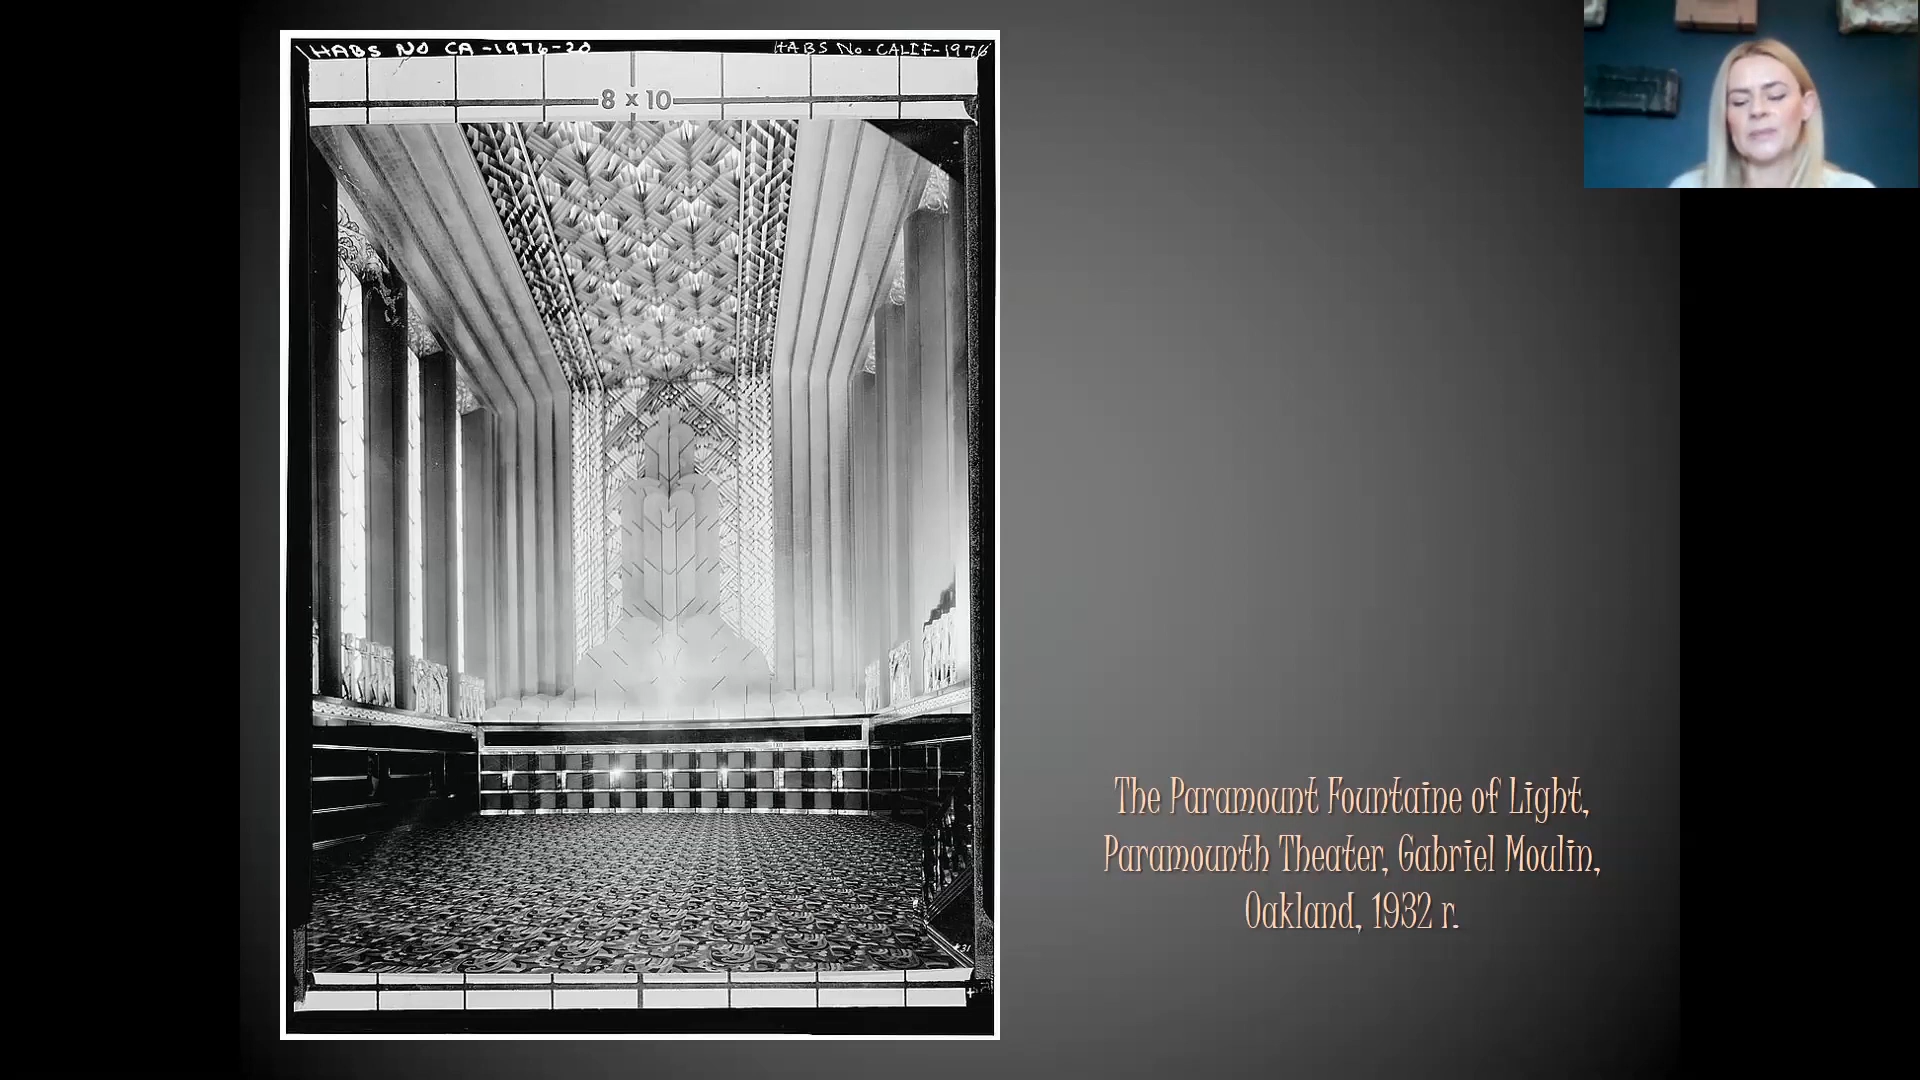 HABS NO CA-1976-20
HABS No. CALIF-1976
8 x 10
#31
The Paramount Fountaine of Light,
Paramounth Theater, Gabriel Moulin,
Oakland, 1932 r.